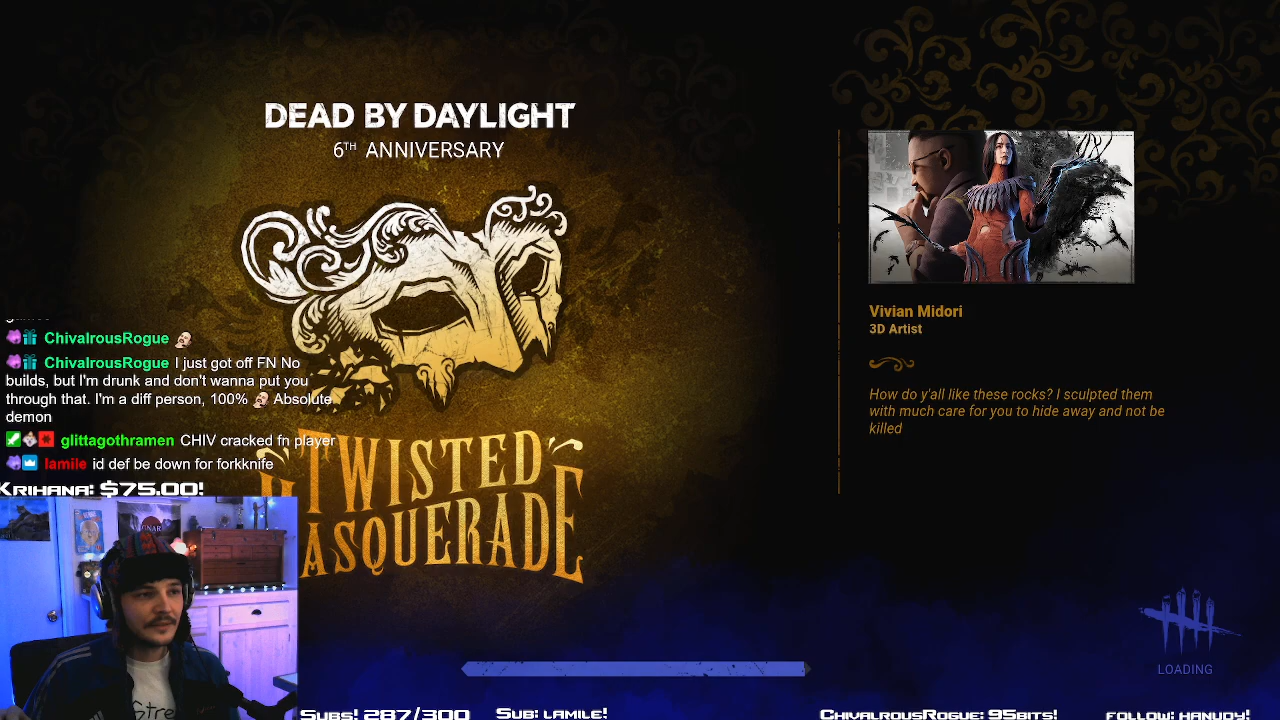 DEAD BY DAYLIGHT
6TH ANNIVERSARY
TWISTED
MASQUERADE
Vivian Midori
3D Artist
How do y'all like these rocks? I sculpted them
with much care for you to hide away and not be
killed
ChivalrousRogue
ChivalrousRogue I just got off FN No
builds, but I'm drunk and don't wanna put you
through that. I'm a diff person, 100% Absolute
demon
glittagothramen CHIV cracked fn player
lamile id def be down for forkknife
Krihana: $75.00!
LOADING
Subs! 287/300
Sub: lamile!
ChivalrousRogue: 95bits!